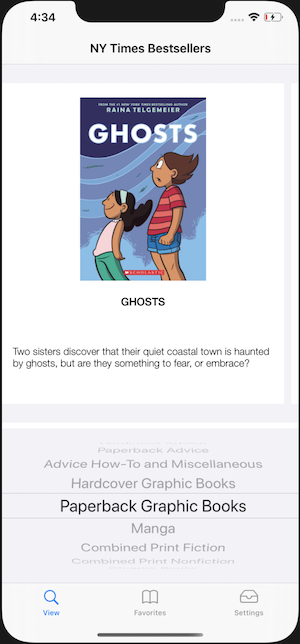 4:34
NY Times Bestsellers
FROM THE #1 NEW YORK TIMES BESTSELLING AUTHOR
RAINA TELGEMEIER
GHOSTS
SCHOLASTIC
GHOSTS
Two sisters discover that their quiet coastal town is haunted
by ghosts, but are they something to fear, or embrace?
Paperback Advice
Advice How-To and Miscellaneous
Hardcover Graphic Books
Paperback Graphic Books
Manga
Combined Print Fiction
Combined Print Nonfiction
View
Favorites
Settings